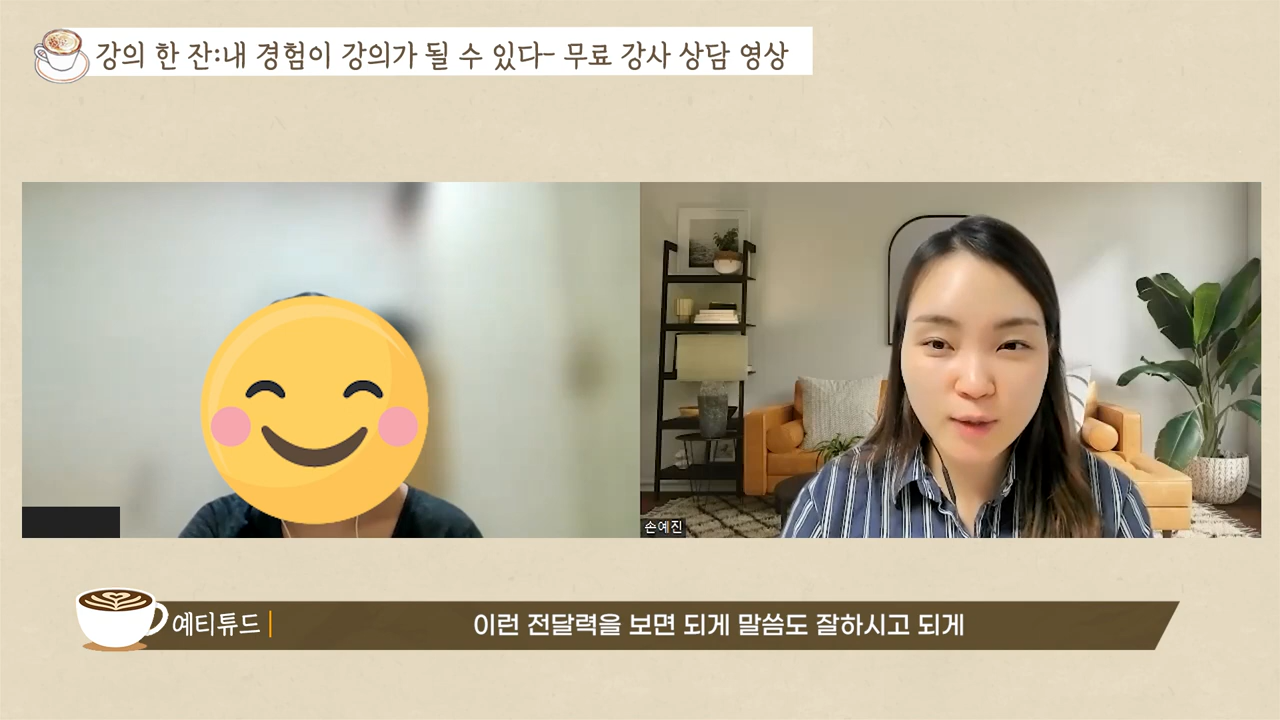 강의 한 잔:내 경험이 강의가 될 수 있다- 무료 강사 상담 영상
손예진
예티튜드
이런 전달력을 보면 되게 말씀도 잘하시고 되게